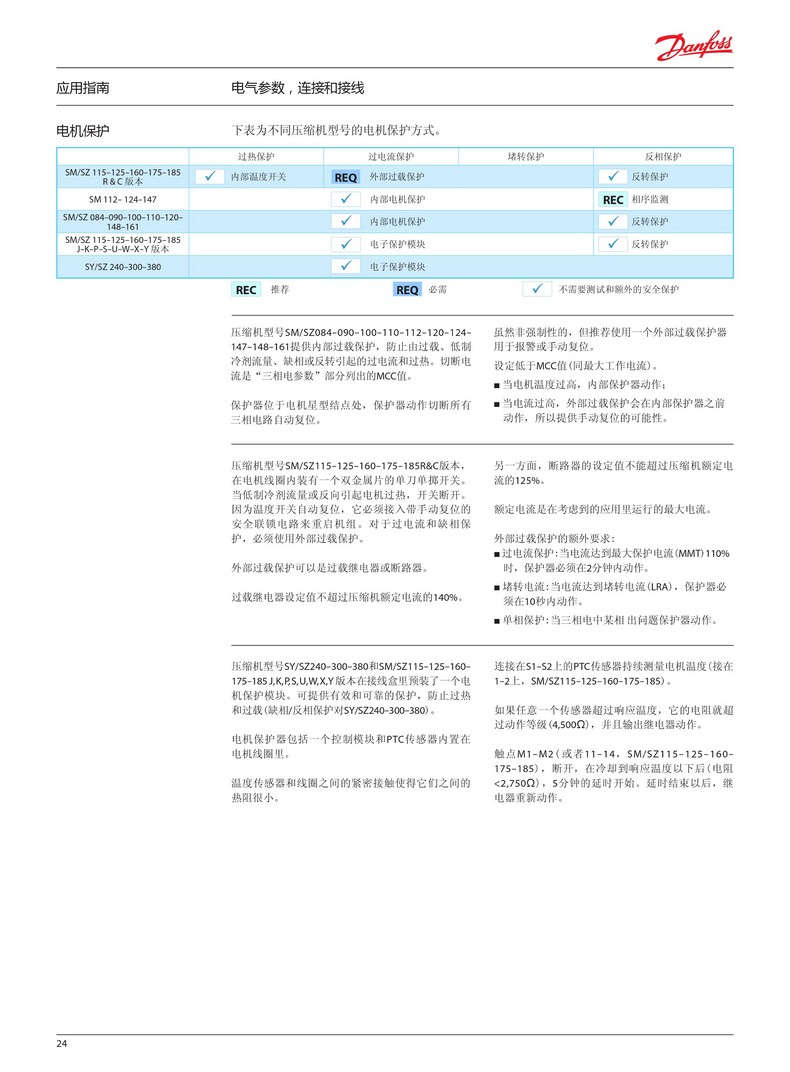 Danfoss
应用指南
电气参数，连接和接线
电机保护
下表为不同压缩机型号的电机保护方式。
过热保护 过电流保护 堵转保护 反相保护
SM/SZ 115-125-160-175-185
R & C 版本
✓ 内部温度开关 REQ 外部过载保护 ✓ 反转保护
SM 112- 124-147 ✓ 内部电机保护 REC 相序监测
SM/SZ 084-090-100-110-120-
148-161
✓ 内部电机保护 ✓ 反转保护
SM/SZ 115-125-160-175-185
J-K-P-S-U-W-X-Y 版本
✓ 电子保护模块 ✓ 反转保护
SY/SZ 240-300-380 ✓ 电子保护模块
REC 推荐 REQ 必需 ✓ 不需要测试和额外的安全保护
压缩机型号SM/SZ084-090-100-110-112-120-124-
147-148-161提供内部过载保护，防止由过载、低制
冷剂流量、缺相或反转引起的过电流和过热。切断电
流是“三相电参数”部分列出的MCC值。
保护器位于电机星型结点处，保护器动作切断所有
三相电路自动复位。
虽然非强制性的，但推荐使用一个外部过载保护器
用于报警或手动复位。
设定低于MCC值(同最大工作电流)。
■ 当电机温度过高，内部保护器动作；
■ 当电流过高，外部过载保护会在内部保护器之前
动作，所以提供手动复位的可能性。
压缩机型号SM/SZ115-125-160-175-185R&C版本，
在电机线圈内装有一个双金属片的单刀单掷开关。
当低制冷剂流量或反向引起电机过热，开关断开。
因为温度开关自动复位，它必须接入带手动复位的
安全联锁电路来重启机组。对于过电流和缺相保
护，必须使用外部过载保护。
外部过载保护可以是过载继电器或断路器。
过载继电器设定值不超过压缩机额定电流的140%。
另一方面，断路器的设定值不能超过压缩机额定电
流的125%。
额定电流是在考虑到的应用里运行的最大电流。
外部过载保护的额外要求：
■ 过电流保护：当电流达到最大保护电流(MMT)110%
时，保护器必须在2分钟内动作。
■ 堵转电流：当电流达到堵转电流(LRA)，保护器必
须在10秒内动作。
■ 单相保护：当三相电中某相 出问题保护器动作。
压缩机型号SY/SZ240-300-380和SM/SZ115-125-160-
175-185 J,K,P,S,U,W,X,Y 版本在接线盒里预装了一个电
机保护模块。可提供有效和可靠的保护，防止过热
和过载(缺相/反相保护对SY/SZ240-300-380)。
电机保护器包括一个控制模块和PTC传感器内置在
电机线圈里。
温度传感器和线圈之间的紧密接触使得它们之间的
热阻很小。
连接在S1-S2上的PTC传感器持续测量电机温度(接在
1-2上，SM/SZ115-125-160-175-185)。
如果任意一个传感器超过响应温度，它的电阻就超
过动作等级(4,500Ω)，并且输出继电器动作。
触点M1-M2(或者11-14，SM/SZ115-125-160-
175-185)，断开，在冷却到响应温度以下后(电阻
<2,750Ω)，5分钟的延时开始。延时结束以后，继
电器重新动作。
24